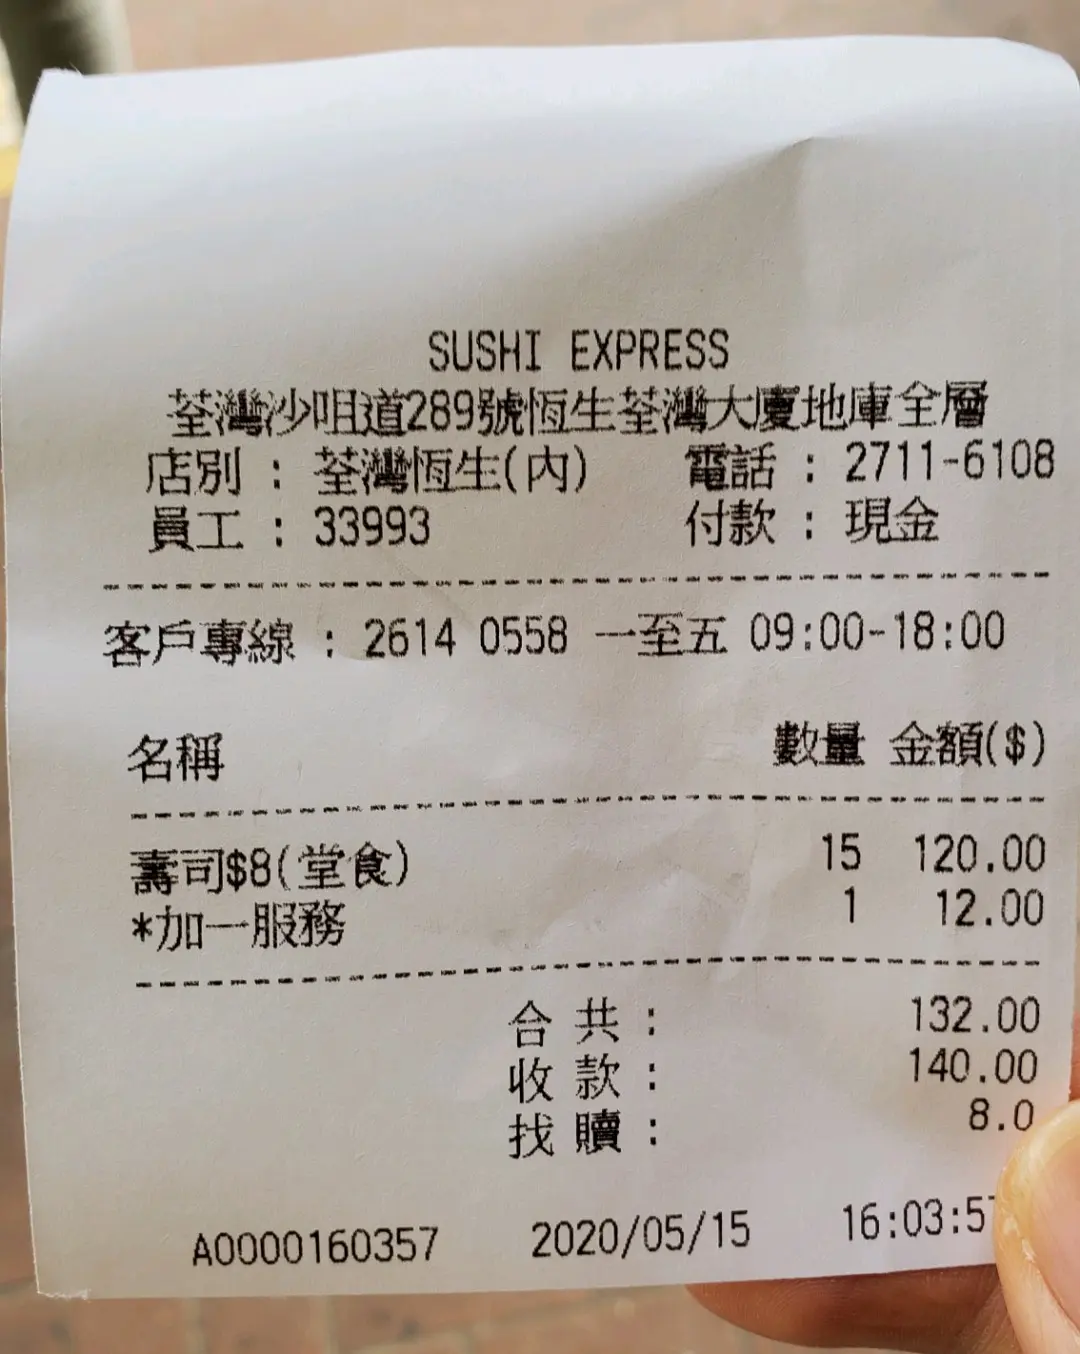 SUSHI EXPRESS
荃灣沙咀道289號恆生荃灣大廈地庫全層
店別 : 荃灣恆生(內) 電話 : 2711-6108
員工 : 33993 付款 : 現金
客戶專線 : 2614 0558 一至五 09:00-18:00
名稱 數量 金額($)
壽司$8(堂食) 15 120.00
*加一服務 1 12.00
合 共 : 132.00
收 款 : 140.00
找 贖 : 8.0
A0000160357 2020/05/15 16:03:57